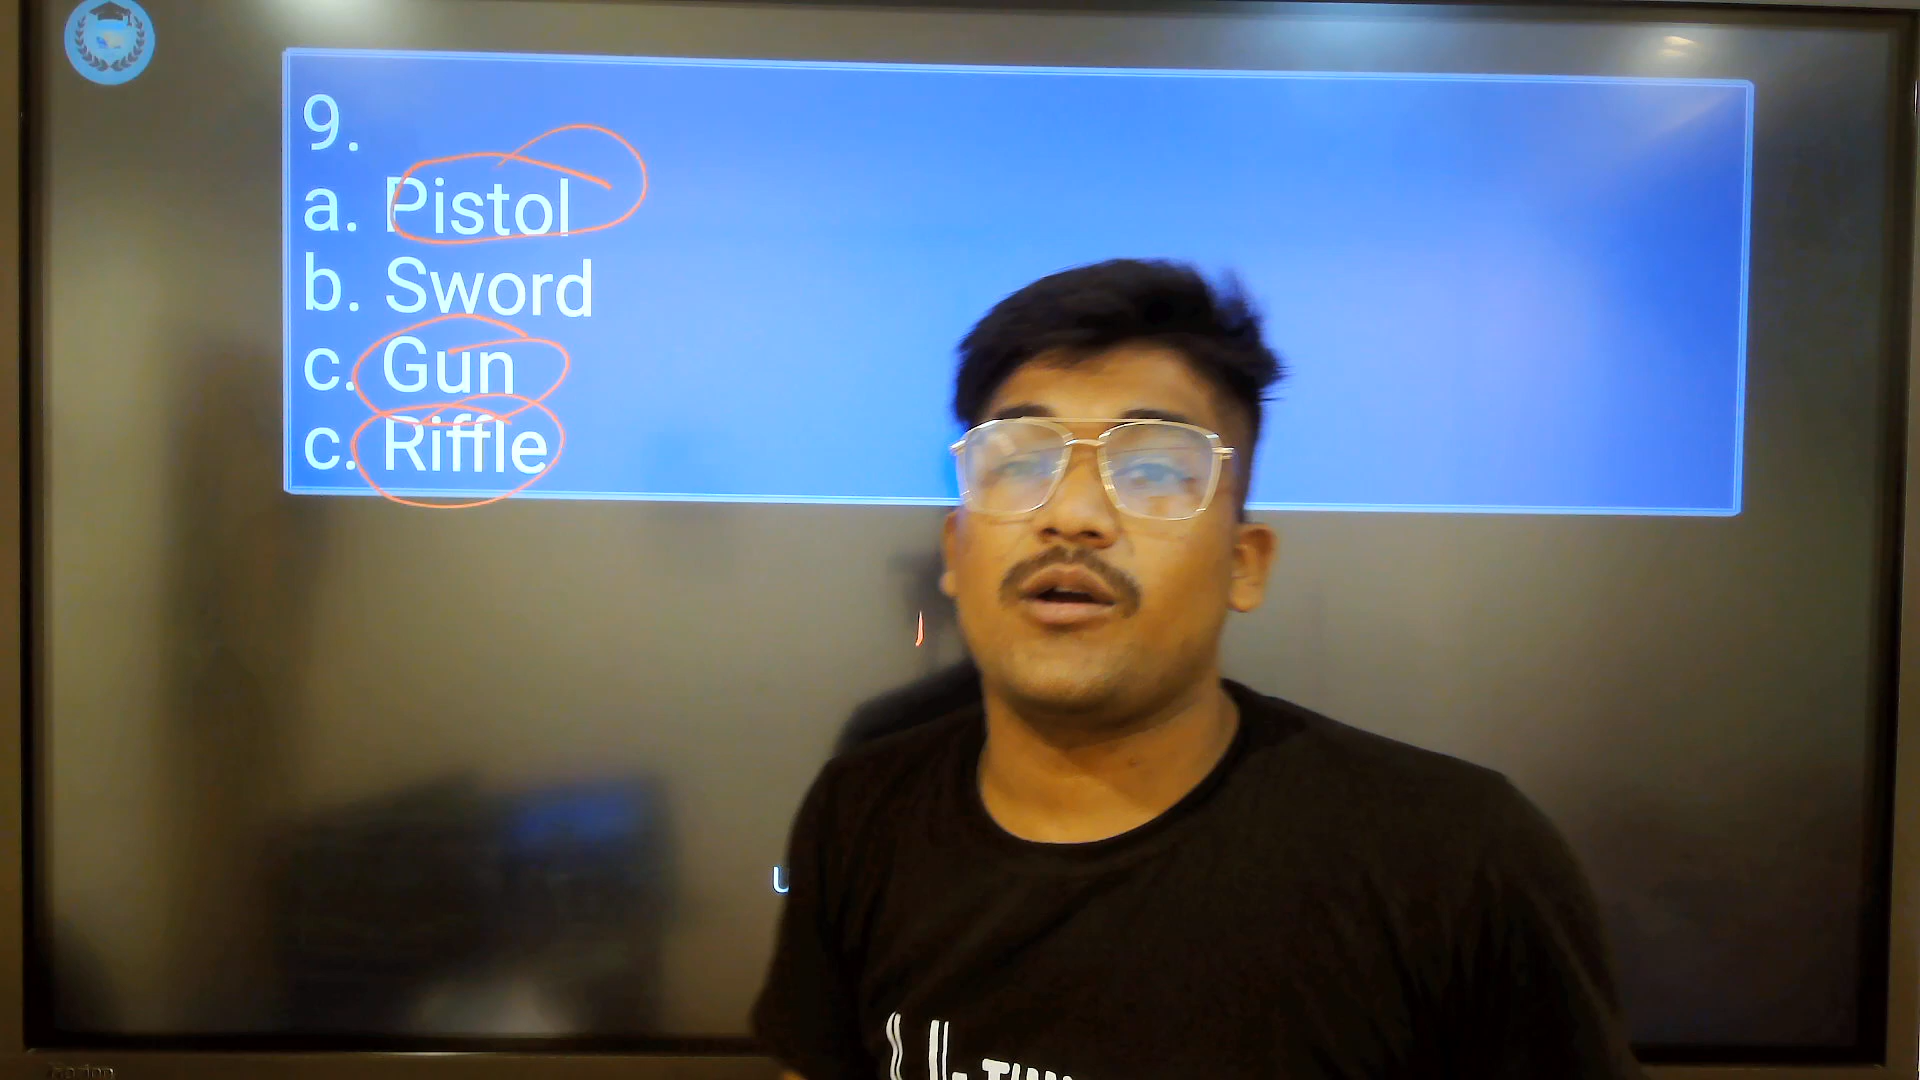 9.
a. Pistol
b. Sword
c. Gun
c. Riffle